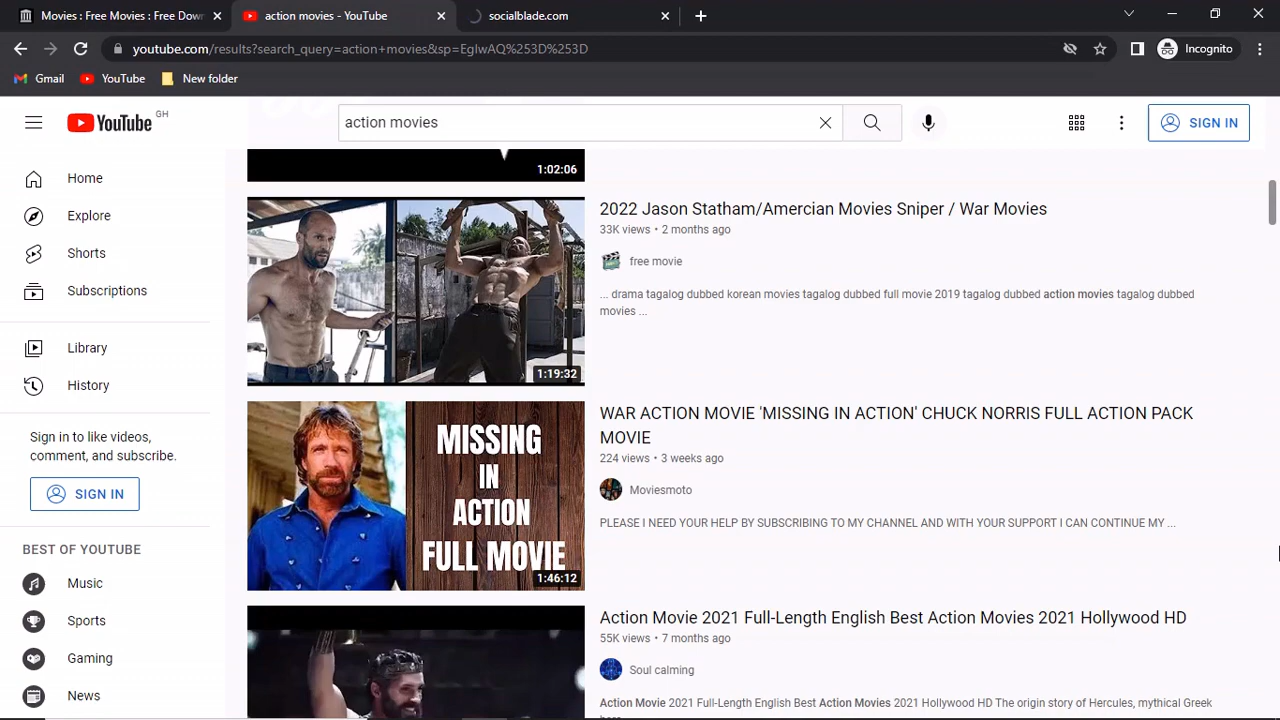 Movies : Free Movies : Free Dow
action movies - YouTube
socialblade.com
youtube.com/results?search_query=action+movies&sp=EgIwAQ%253D%253D
Incognito
Gmail
YouTube
New folder
YouTube GH
action movies
SIGN IN
Home
Explore
Shorts
Subscriptions
Library
History
Sign in to like videos,
comment, and subscribe.
SIGN IN
BEST OF YOUTUBE
Music
Sports
Gaming
News
1:02:06
1:19:32
2022 Jason Statham/Amercian Movies Sniper / War Movies
33K views • 2 months ago
free movie
... drama tagalog dubbed korean movies tagalog dubbed full movie 2019 tagalog dubbed action movies tagalog dubbed
movies ...
MISSING
IN
ACTION
FULL MOVIE
1:46:12
WAR ACTION MOVIE 'MISSING IN ACTION' CHUCK NORRIS FULL ACTION PACK
MOVIE
224 views • 3 weeks ago
Moviesmoto
PLEASE I NEED YOUR HELP BY SUBSCRIBING TO MY CHANNEL AND WITH YOUR SUPPORT I CAN CONTINUE MY ...
Action Movie 2021 Full-Length English Best Action Movies 2021 Hollywood HD
55K views • 7 months ago
Soul calming
Action Movie 2021 Full-Length English Best Action Movies 2021 Hollywood HD The origin story of Hercules, mythical Greek